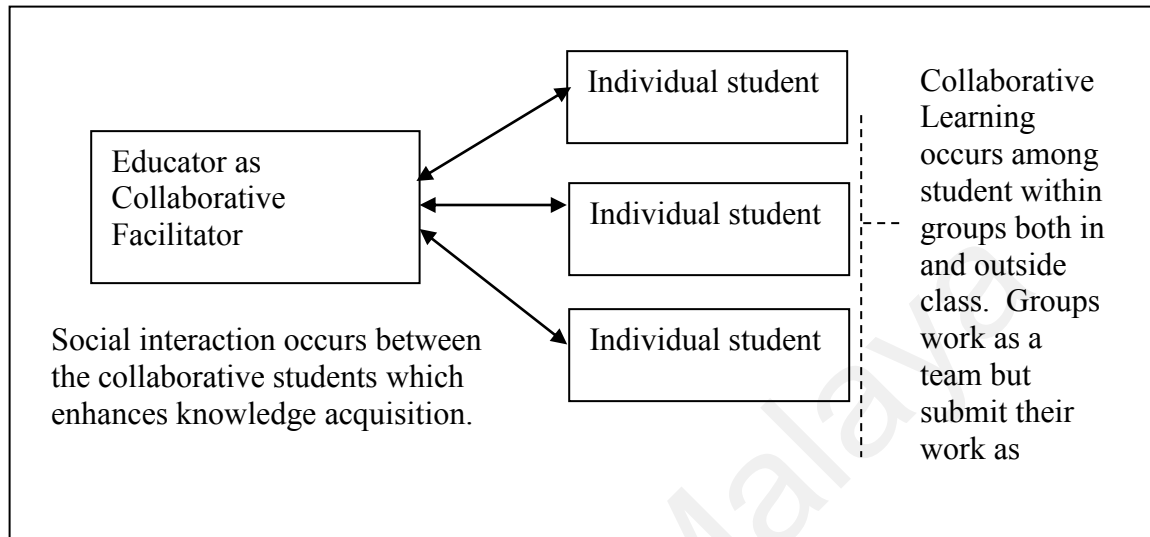 Educator as
Collaborative
Facilitator
Individual student
Individual student
Individual student
Social interaction occurs between
the collaborative students which
enhances knowledge acquisition.
Collaborative
Learning
occurs among
student within
groups both in
and outside
class.  Groups
work as a
team but
submit their
work as
Malaya